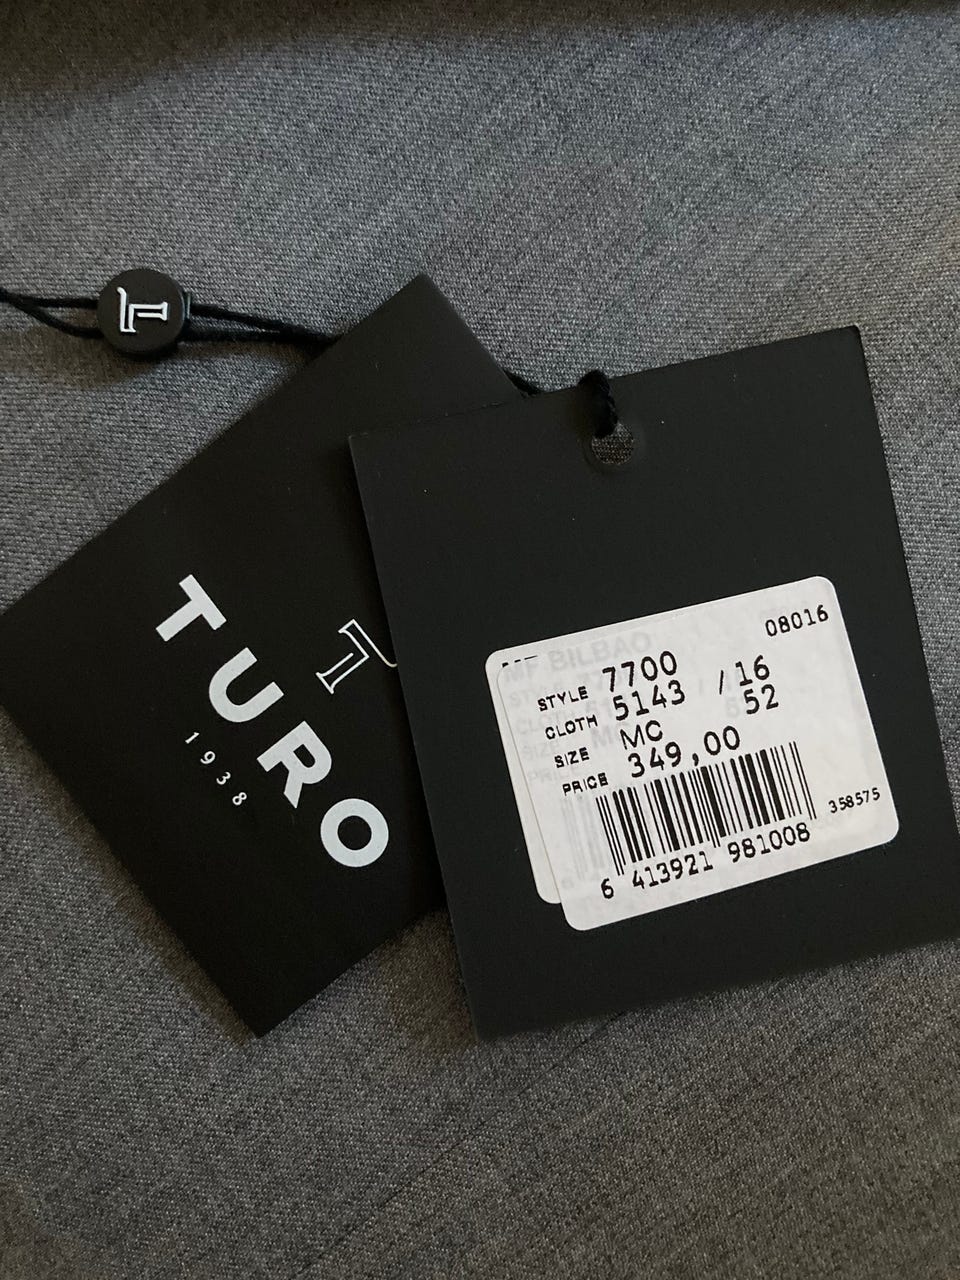 TURO
1938
MF BILBAO
08016
STYLE 7700 /16
CLOTH 5143 52
SIZE MC
PRICE 349,00
358575
6 413921 981008